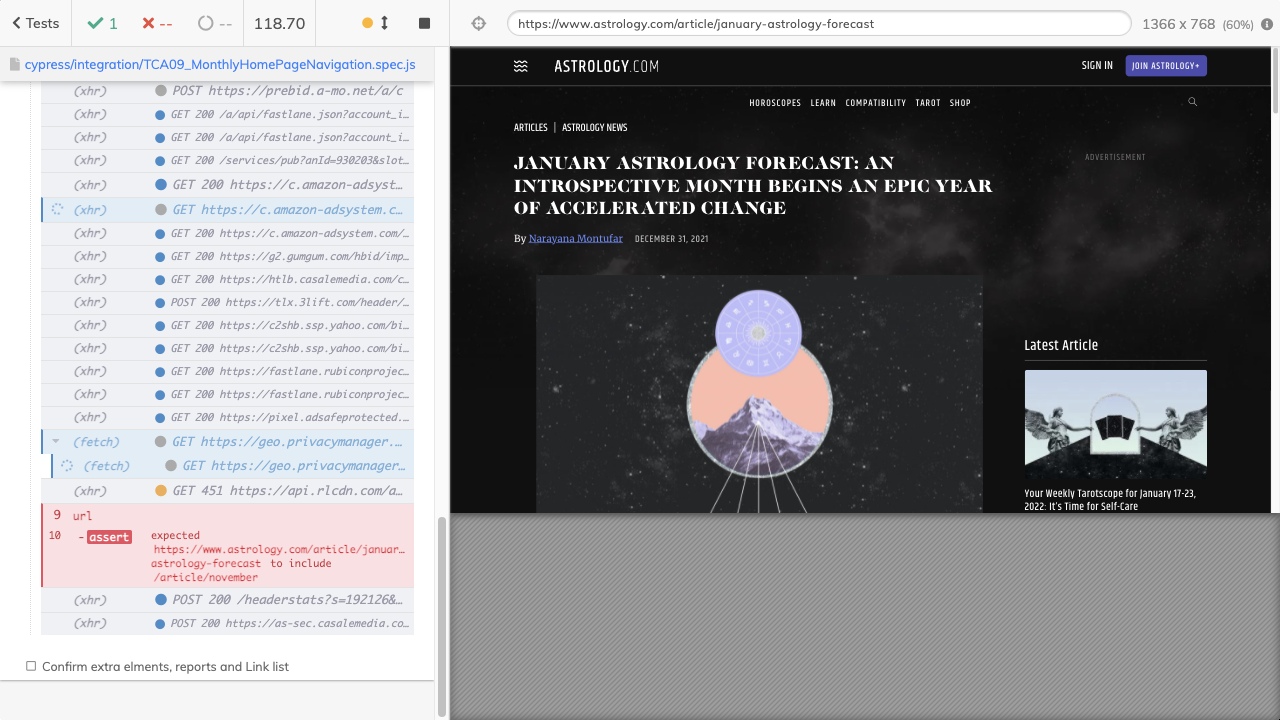 Tests
1
--
--
118.70
https://www.astrology.com/article/january-astrology-forecast
1366 x 768 (60%)
cypress/integration/TCA09_MonthlyHomePageNavigation.spec.js
(xhr) POST https://prebid.a-mo.net/a/c
(xhr) GET 200 /a/api/fastlane.json?account_i…
(xhr) GET 200 /a/api/fastlane.json?account_i…
(xhr) GET 200 /services/pub?anId=930203&slot…
(xhr) GET 200 https://c.amazon-adsyst…
(xhr) GET https://c.amazon-adsystem.c…
(xhr) GET 200 https://c.amazon-adsystem.com/…
(xhr) GET 200 https://g2.gumgum.com/hbid/imp…
(xhr) GET 200 https://htlb.casalemedia.com/c…
(xhr) POST 200 https://tlx.3lift.com/header/…
(xhr) GET 200 https://c2shb.ssp.yahoo.com/bi…
(xhr) GET 200 https://c2shb.ssp.yahoo.com/bi…
(xhr) GET 200 https://fastlane.rubiconprojec…
(xhr) GET 200 https://fastlane.rubiconprojec…
(xhr) GET 200 https://pixel.adsafeprotected.…
(fetch) GET https://geo.privacymanager.…
(fetch) GET https://geo.privacymanager…
(xhr) GET 451 https://api.rlcdn.com/a…
9 url
10 -assert expected
https://www.astrology.com/article/januar…
astrology-forecast to include
/article/november
(xhr) POST 200 /headerstats?s=192126&…
(xhr) POST 200 https://as-sec.casalemedia.co…
Confirm extra elments, reports and Link list
ASTROLOGY.COM
SIGN IN
JOIN ASTROLOGY+
HOROSCOPES LEARN COMPATIBILITY TAROT SHOP
ARTICLES | ASTROLOGY NEWS
JANUARY ASTROLOGY FORECAST: AN
INTROSPECTIVE MONTH BEGINS AN EPIC YEAR
OF ACCELERATED CHANGE
By Narayana Montufar DECEMBER 31, 2021
ADVERTISEMENT
Latest Article
Your Weekly Tarotscope for January 17-23,
2022: It's Time for Self-Care